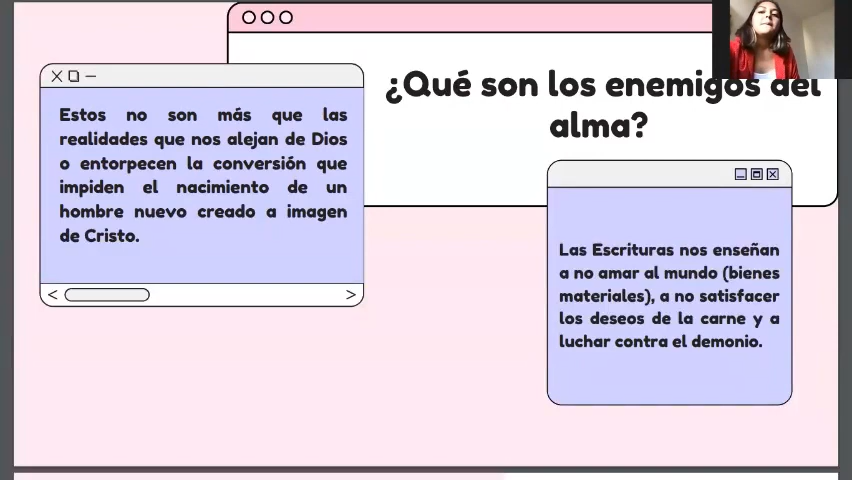 ¿Qué son los enemigos del
alma?
Estos no son más que las
realidades que nos alejan de Dios
o entorpecen la conversión que
impiden el nacimiento de un
hombre nuevo creado a imagen
de Cristo.
Las Escrituras nos enseñan
a no amar al mundo (bienes
materiales), a no satisfacer
los deseos de la carne y a
luchar contra el demonio.